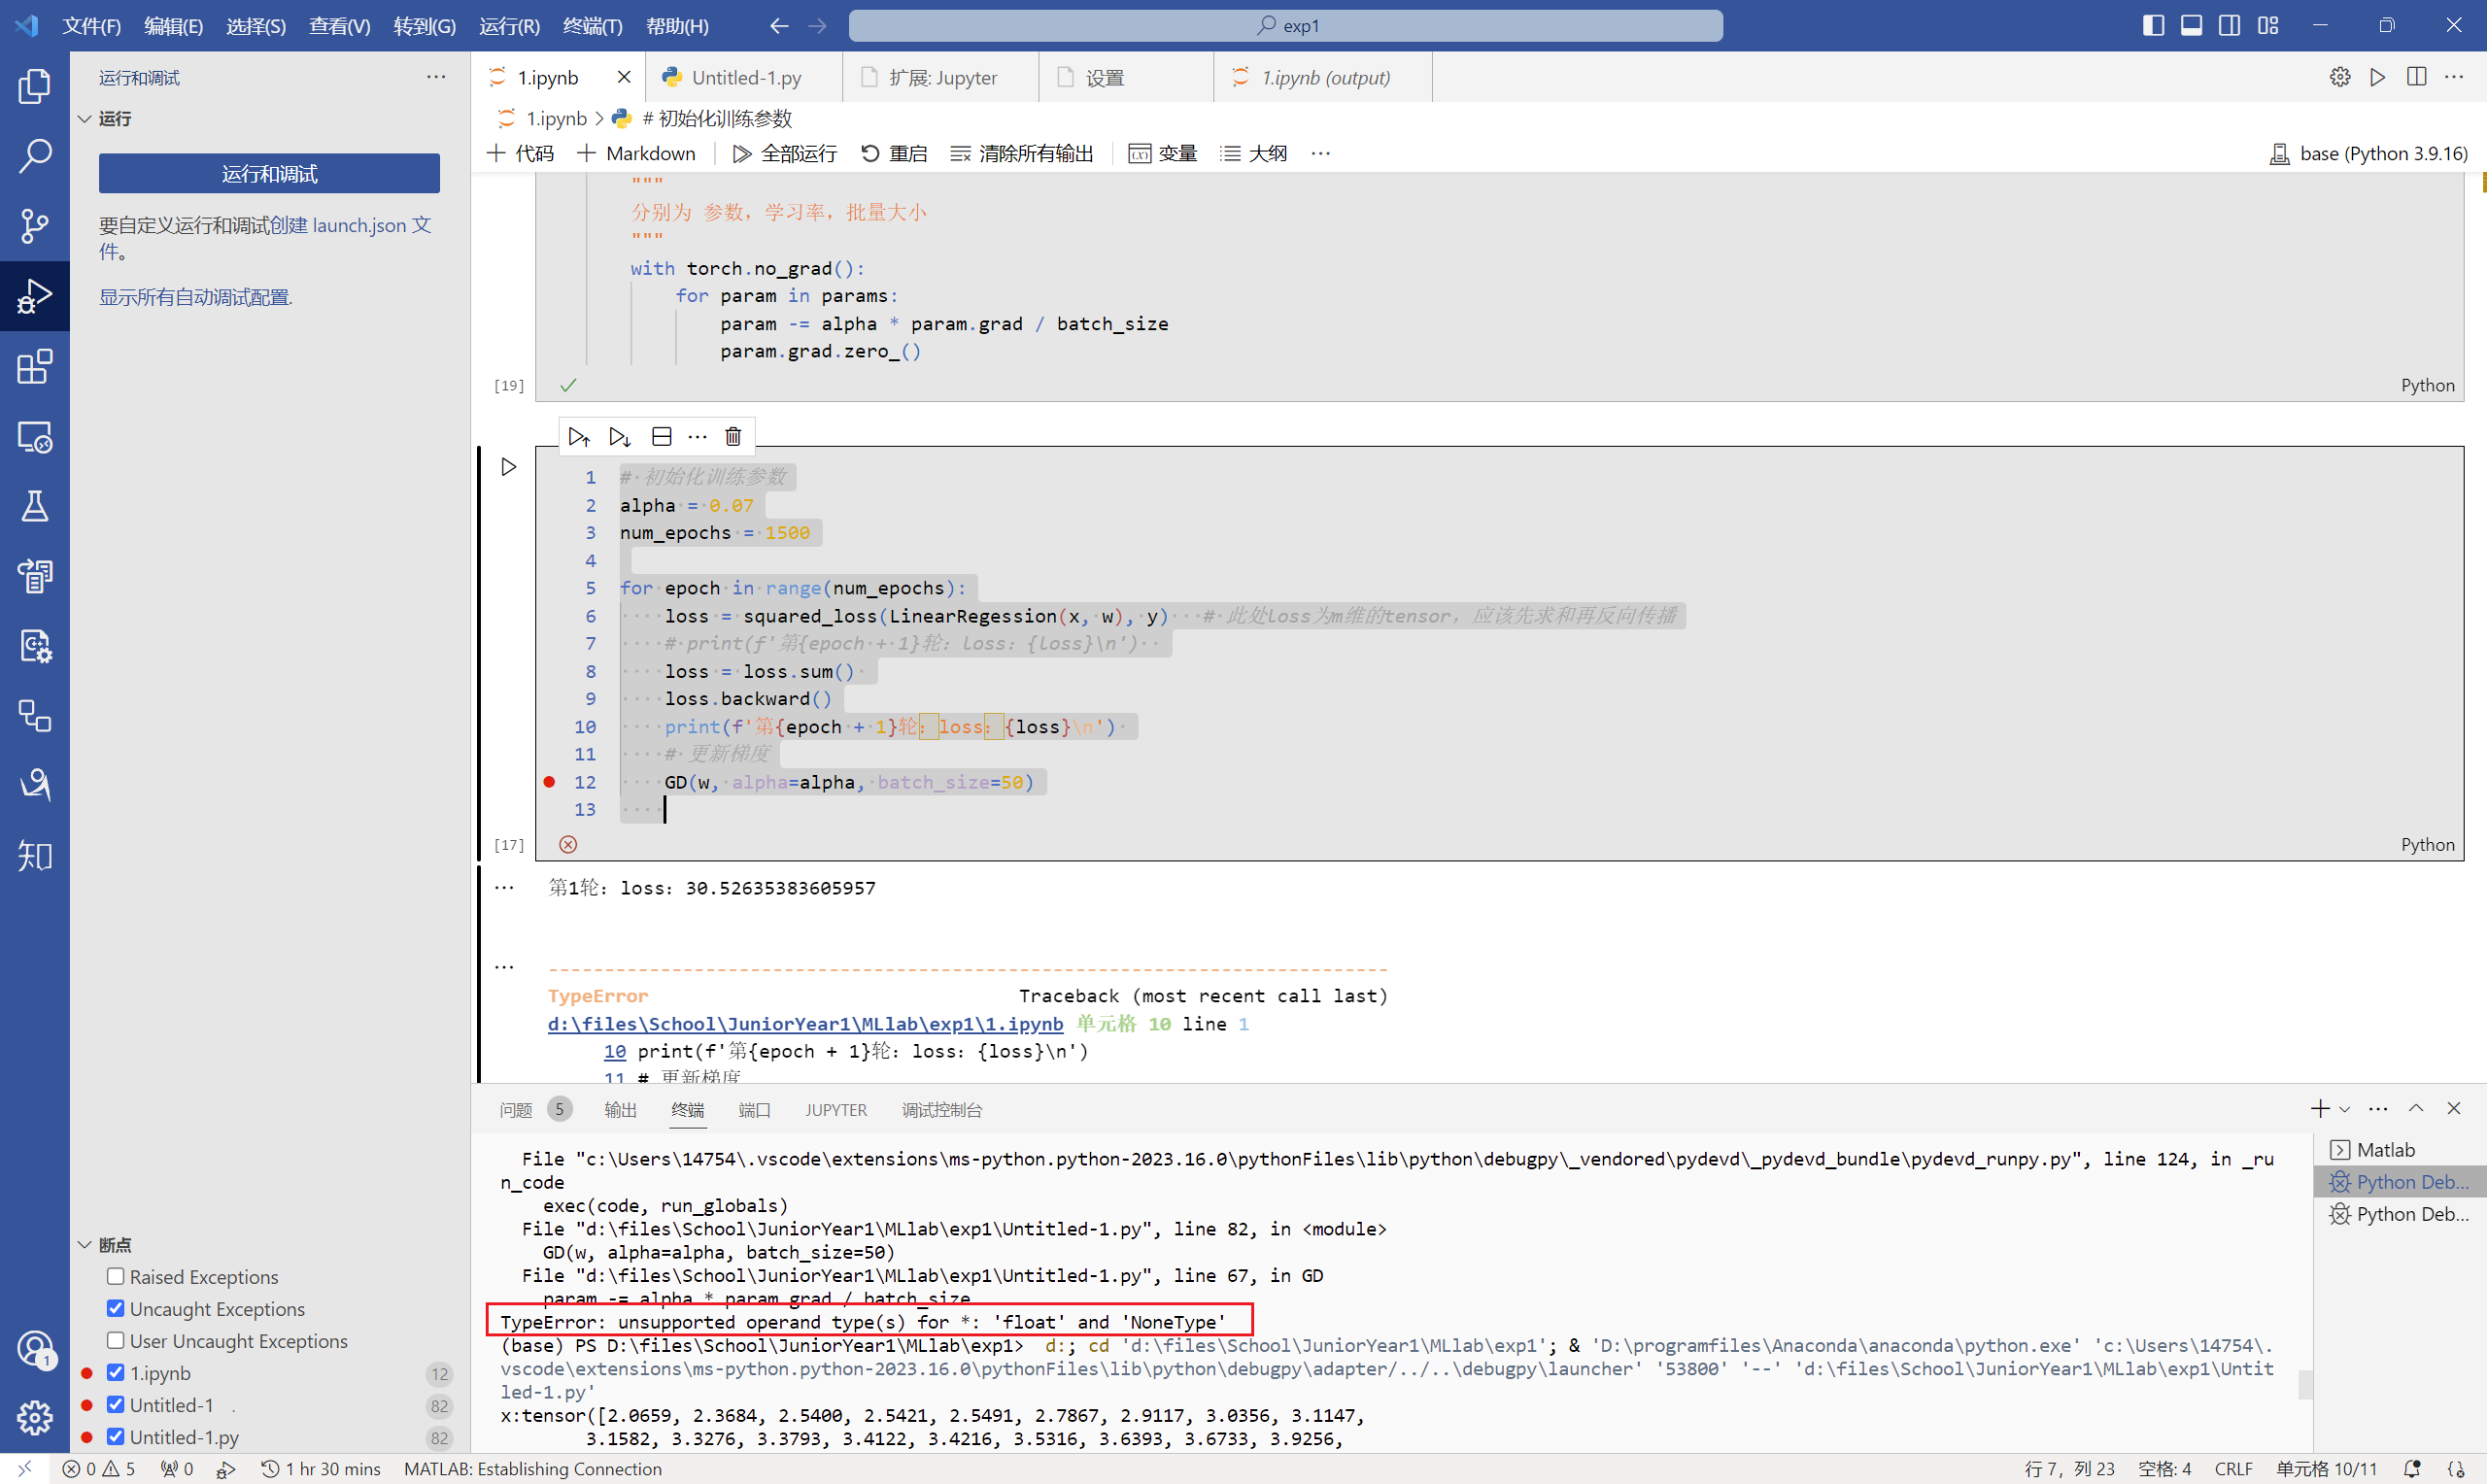 文件(F) 编辑(E) 选择(S) 查看(V) 转到(G) 运行(R) 终端(T) 帮助(H) exp1
运行和调试
运行
运行和调试
要自定义运行和调试创建 launch.json 文
件。
显示所有自动调试配置.
断点
Raised Exceptions
Uncaught Exceptions
User Uncaught Exceptions
1.ipynb 12
Untitled-1 . 82
Untitled-1.py 82
知
1
1.ipynb Untitled-1.py 扩展: Jupyter 设置 1.ipynb (output)
1.ipynb > # 初始化训练参数
+ 代码 + Markdown 全部运行 重启 清除所有输出 变量 大纲 ··· base (Python 3.9.16)
"""
分别为 参数，学习率，批量大小
"""
with torch.no_grad():
for param in params:
param -= alpha * param.grad / batch_size
param.grad.zero_()
[19] Python
1 # 初始化训练参数
2 alpha = 0.07
3 num_epochs = 1500
4
5 for epoch in range(num_epochs):
6 loss = squared_loss(LinearRegression(x, w), y) # 此处Loss为m维的tensor，应该先求和再反向传播
7 # print(f'第{epoch + 1}轮：loss：{loss}\n')
8 loss = loss.sum()
9 loss.backward()
10 print(f'第{epoch + 1}轮：loss：{loss}\n')
11 # 更新梯度
12 GD(w, alpha=alpha, batch_size=50)
13
[17] Python
第1轮：loss：30.52635383605957
---------------------------------------------------------------------------
TypeError Traceback (most recent call last)
d:\files\School\JuniorYear1\MLlab\exp1\1.ipynb 单元格 10 line 1
10 print(f'第{epoch + 1}轮：loss：{loss}\n')
11 # 更新梯度
问题 5 输出 终端 端口 JUPYTER 调试控制台
File "c:\Users\14754\.vscode\extensions\ms-python.python-2023.16.0\pythonFiles\lib\python\debugpy\_vendored\pydevd\_pydevd_bundle\pydevd_runpy.py", line 124, in _ru
n_code
exec(code, run_globals)
File "d:\files\School\JuniorYear1\MLlab\exp1\Untitled-1.py", line 82, in <module>
GD(w, alpha=alpha, batch_size=50)
File "d:\files\School\JuniorYear1\MLlab\exp1\Untitled-1.py", line 67, in GD
param -= alpha * param.grad / batch_size
TypeError: unsupported operand type(s) for *: 'float' and 'NoneType'
(base) PS D:\files\School\JuniorYear1\MLlab\exp1> d:; cd 'd:\files\School\JuniorYear1\MLlab\exp1'; & 'D:\programfiles\Anaconda\anaconda\python.exe' 'c:\Users\14754\.
vscode\extensions\ms-python.python-2023.16.0\pythonFiles\lib\python\debugpy\adapter/../..\debugpy\launcher' '53800' '--' 'd:\files\School\JuniorYear1\MLlab\exp1\Untit
led-1.py'
x:tensor([2.0659, 2.3684, 2.5400, 2.5421, 2.5491, 2.7867, 2.9117, 3.0356, 3.1147,
3.1582, 3.3276, 3.3793, 3.4122, 3.4216, 3.5316, 3.6393, 3.6733, 3.9256,
Matlab
Python Deb...
Python Deb...
0 5 0 1 hr 30 mins MATLAB: Establishing Connection 行 7，列 23 空格: 4 CRLF 单元格 10/11